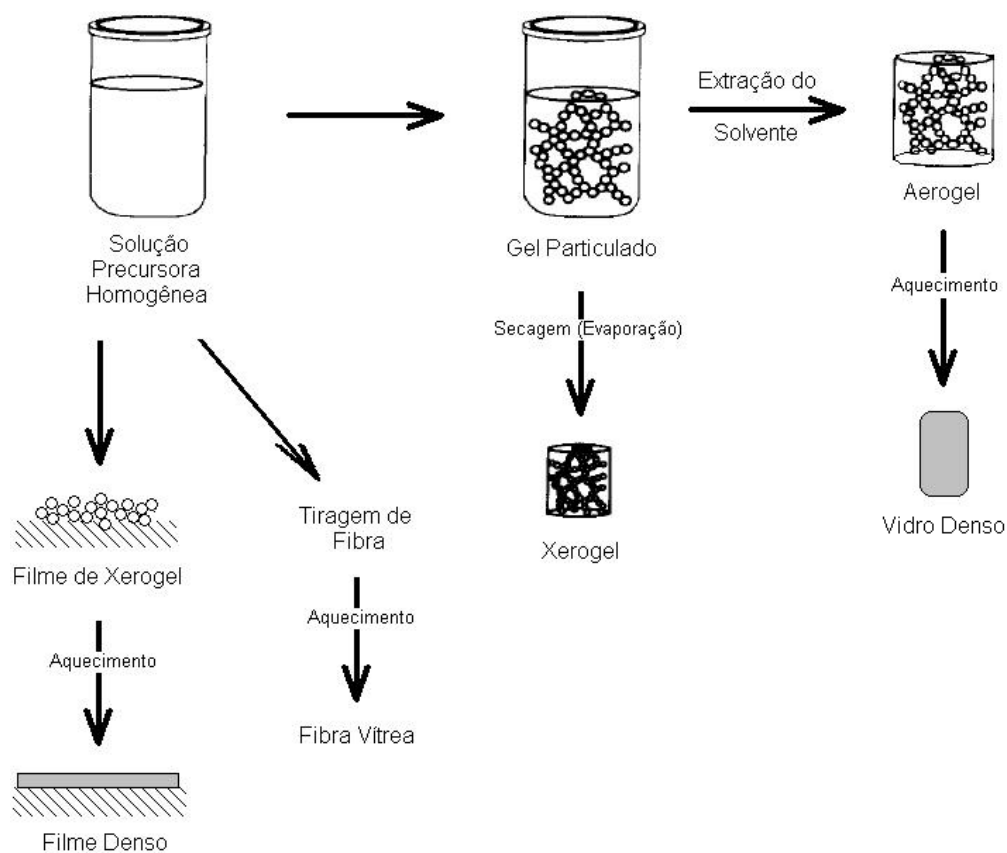 Solução
Precursora
Homogênea
Gel Particulado
Extração do
Solvente
Aerogel
Aquecimento
Vidro Denso
Secagem (Evaporação)
Xerogel
Filme de Xerogel
Aquecimento
Filme Denso
Tiragem de
Fibra
Aquecimento
Fibra Vítrea